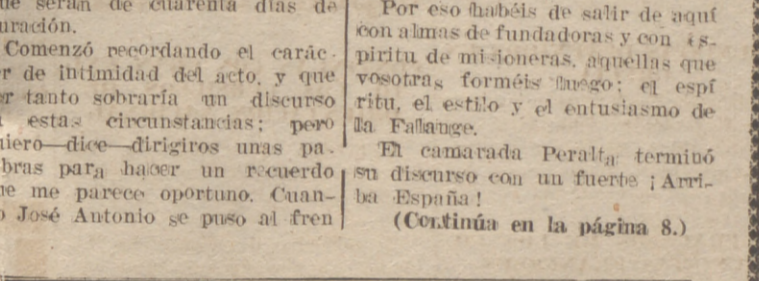 ue serán de cuarenta días de
uración.
Comenzó recordando el carác-
r de intimidad del acto, y que
r tanto sobraría un discurso
estas circunstancias; pero
uiero—dice—dirigiros unas pa-
bras para hacer un recuerdo
ue me parece oportuno. Cuan-
o José Antonio se puso al fren
Por eso habéis de salir de aquí
con almas de fundadoras y con es-
píritu de misioneras, aquellas que
vosotras forméis luego; el espí
ritu, el estilo y el entusiasmo de
la Falange.
El camarada Peralta terminó
su discurso con un fuerte ¡Arri-
ba España!
(Continúa en la página 8.)